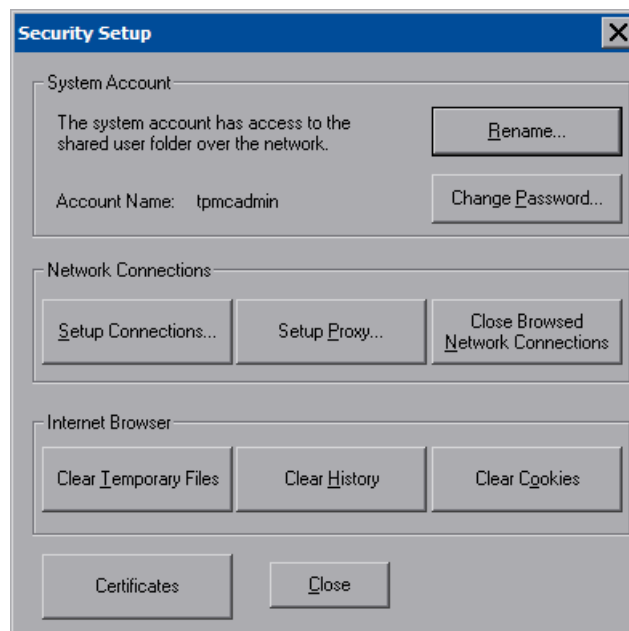 Security Setup
System Account
The system account has access to the
shared user folder over the network.
Rename...
Account Name: tpmcadmin
Change Password...
Network Connections
Setup Connections...
Setup Proxy...
Close Browsed
Network Connections
Internet Browser
Clear Temporary Files
Clear History
Clear Cookies
Certificates
Close